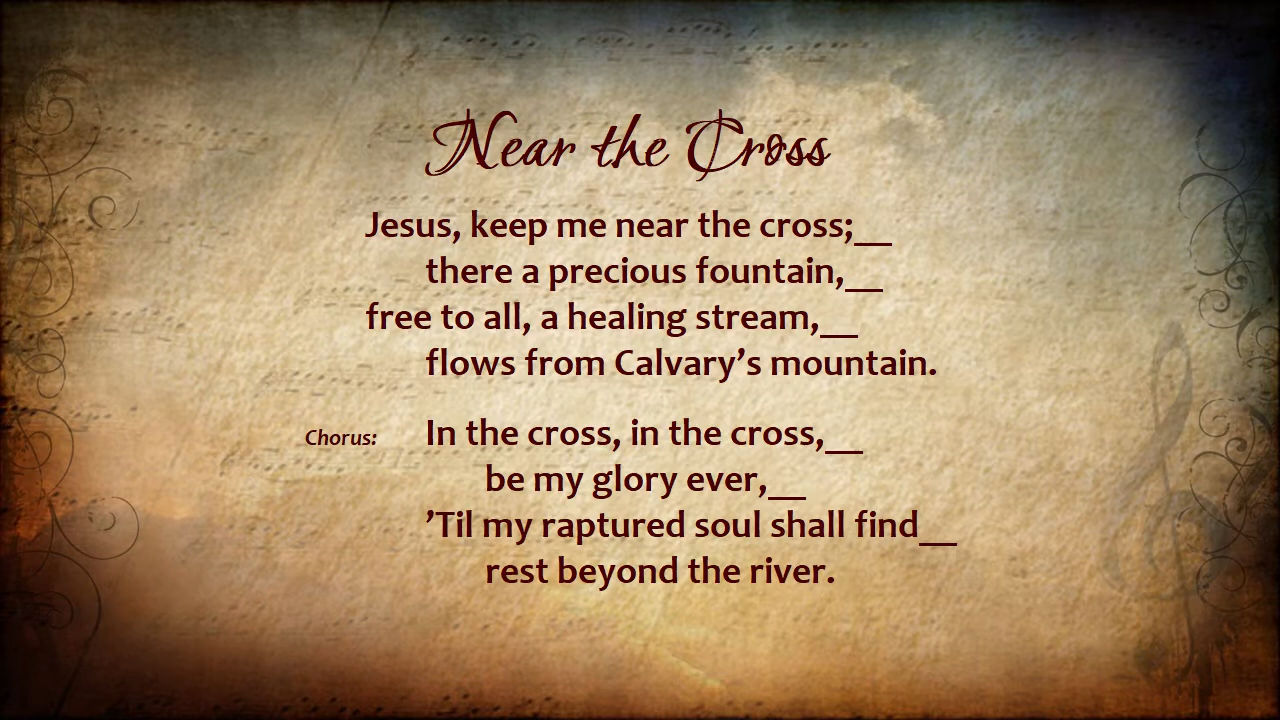 Near the Cross
Jesus, keep me near the cross;__
there a precious fountain,__
free to all, a healing stream,__
flows from Calvary’s mountain.
Chorus: In the cross, in the cross,__
be my glory ever,__
’Til my raptured soul shall find__
rest beyond the river.